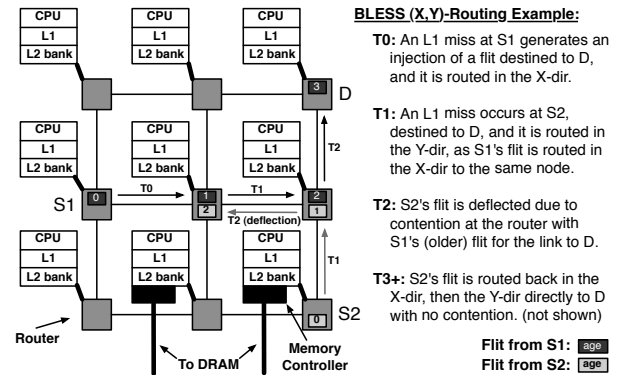 CPU CPU CPU
L1 L1 L1
L2 bank L2 bank L2 bank
3 D
T2
CPU CPU CPU
L1 L1 L1
L2 bank L2 bank L2 bank
S1 0 T0 1 T1 2
2 T2 (deflection) 1
CPU CPU CPU
L1 L1 L1
L2 bank L2 bank L2 bank
T1
0 S2
Router
To DRAM
Memory
Controller
BLESS (X,Y)-Routing Example:
T0: An L1 miss at S1 generates an
injection of a flit destined to D,
and it is routed in the X-dir.
T1: An L1 miss occurs at S2,
destined to D, and it is routed in
the Y-dir, as S1's flit is routed in
the X-dir to the same node.
T2: S2's flit is deflected due to
contention at the router with
S1's (older) flit for the link to D.
T3+: S2's flit is routed back in the
X-dir, then the Y-dir directly to D
with no contention. (not shown)
Flit from S1: age
Flit from S2: age